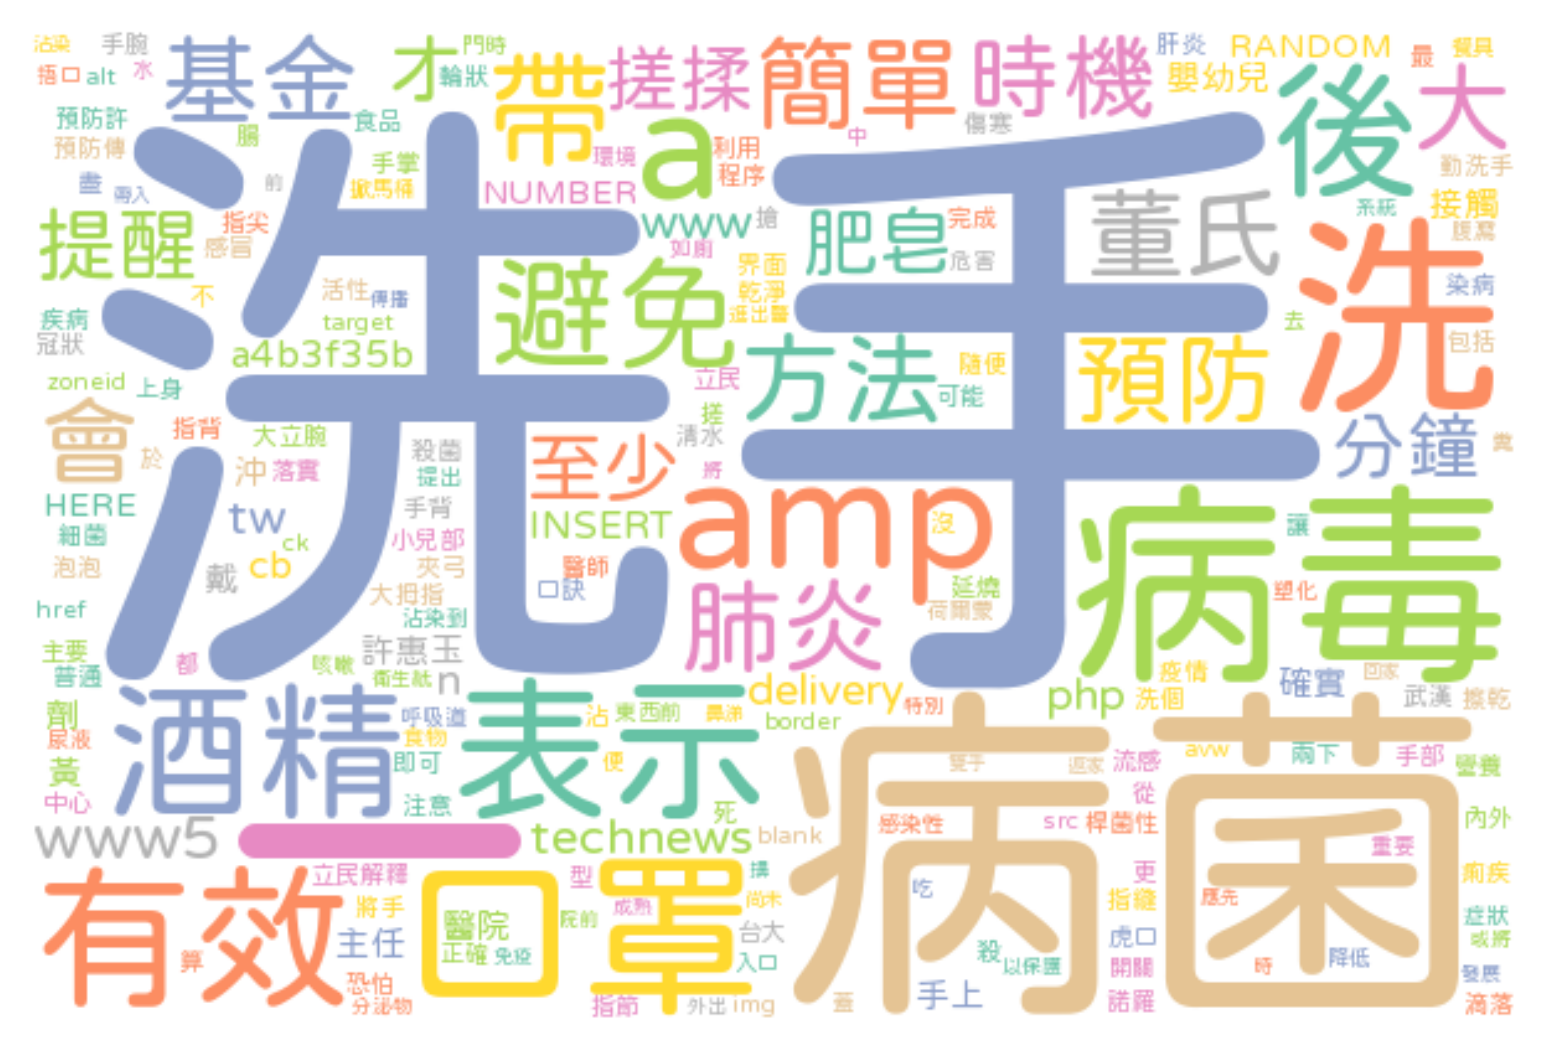 沾染 手腕 基金 才 門時 帶 搓揉 簡單 時機 肝炎 RANDOM 最 餐具
捂口 alt 水 輪狀 嬰幼兒 後 大
預防許 腸 食品 a 利用 中 傷寒
預防傳 手掌 環境 程序 勤洗手
盡 帶入 前 掀馬桶 NUMBER 董氏 系統 接觸
提醒 指尖 洗手 www 搶 肥皂 完成 洗 腹瀉
感冒 如廁 危害
不 活性 傳播 避免 界面 染病
疾病 target 乾淨 去
冠狀 a4b3f35b 進出醫 方法 預防 包括
zoneid 上身 立民 隨便 可能
會 指背 大立腕 搓 分鐘
於 殺菌 至少 清水 糞
沖 落實 提出 將
HERE tw 手背 INSERT amp 病毒
細菌 ck 小兒部 沒 讓
泡泡 戴 cb 夾弓 醫師
href 大拇指 口訣 延燒 塑化
沾染到 肺炎 荷爾蒙
主要 都 許惠玉 疫情 回家
普通 咳嗽 衛生紙 n delivery php 洗個 確實 武漢 擦乾
劑 酒精 呼吸道 表示 沾 東西前 鼻涕 特別 病菌
尿液 食物 border avw 兩下 手部
黃 即可 便 雙手 返家 流感 營養
中心 注意 死 從
www5 一 technews blank 感染性 src 桿菌性 內外
重要
有效 立民解釋 口罩 型 搆 更 痢疾
將手 成熟 尚未 吃 指縫 應先 症狀
主任 醫院 院前 台大 虎口 或將
算 正確 免疫 入口 殺 以保護 開關 時 降低 發展
恐怕
分泌物 指節 外出 img 蓋 手上 諾羅 滴落